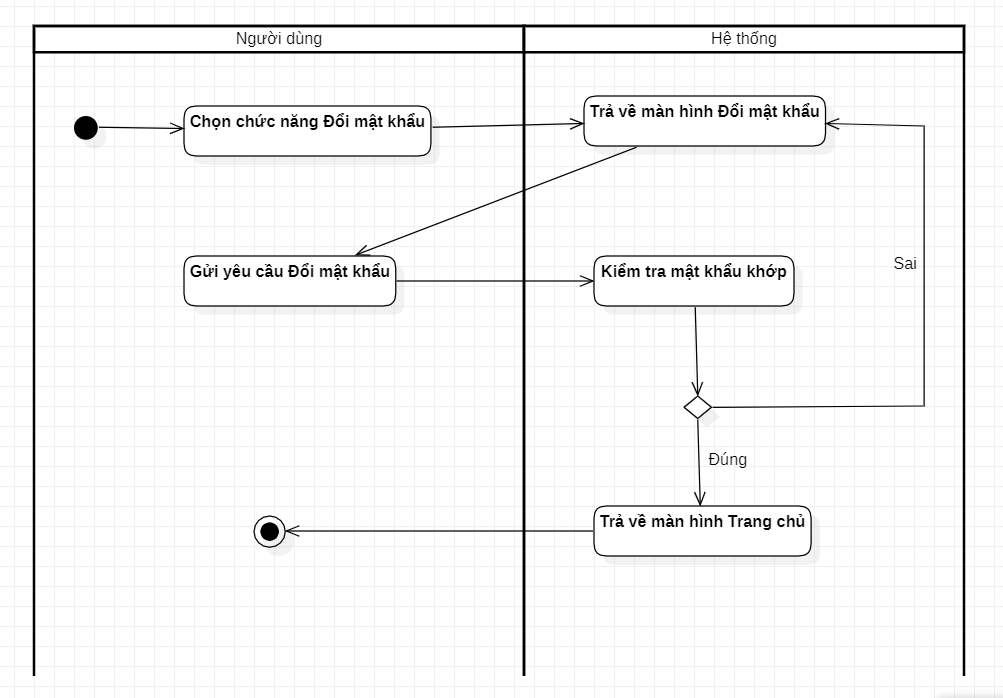 Người dùng
Hệ thống
Chọn chức năng Đổi mật khẩu
Trả về màn hình Đổi mật khẩu
Gửi yêu cầu Đổi mật khẩu
Kiểm tra mật khẩu khớp
Sai
Đúng
Trả về màn hình Trang chủ